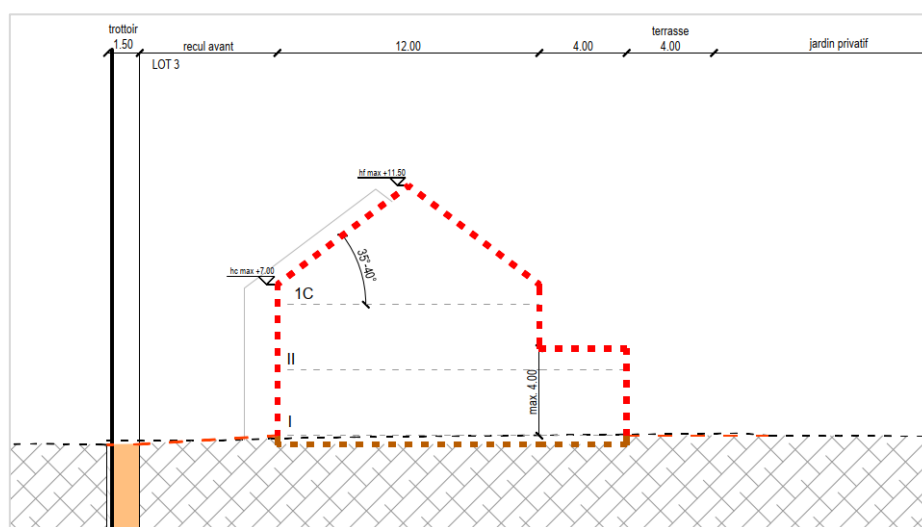 trottoir
1.50
recul avant
12.00
4.00
terrasse
4.00
jardin privatif
LOT 3
hf max +11.50
35°-40°
hc max +7.00
1C
II
max. 4.00
I